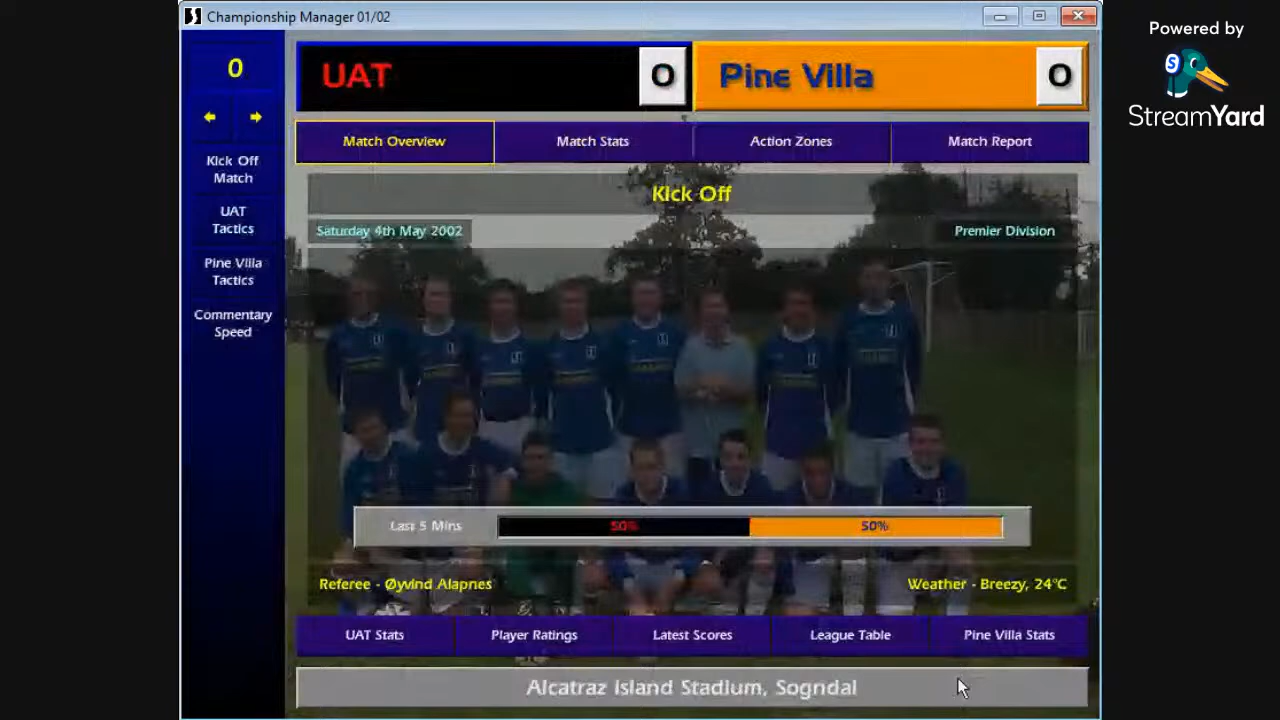 Championship Manager 01/02
Powered by
StreamYard
0
UAT 0 Pine Villa 0
Match Overview Match Stats Action Zones Match Report
Kick Off
Match
UAT
Tactics
Pine Villa
Tactics
Commentary
Speed
Kick Off
Saturday 4th May 2002 Premier Division
Last 5 Mins 50% 50%
Referee - Øyvind Alapnes Weather - Breezy, 24°C
UAT Stats Player Ratings Latest Scores League Table Pine Villa Stats
Alcatraz Island Stadium, Sogndal